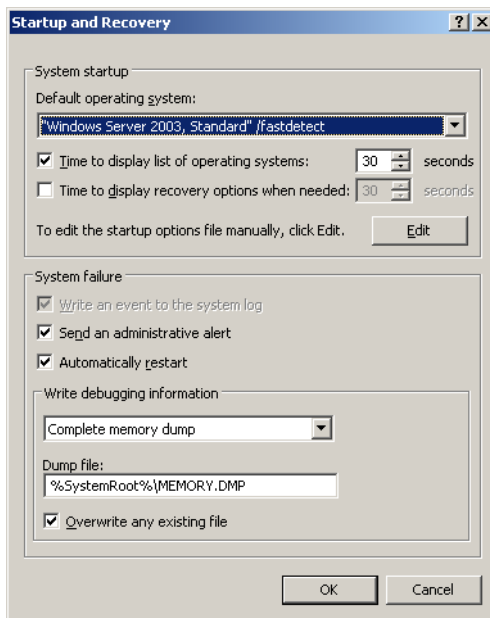 Startup and Recovery
System startup
Default operating system:
"Windows Server 2003, Standard" /fastdetect
Time to display list of operating systems: 30 seconds
Time to display recovery options when needed: 30 seconds
To edit the startup options file manually, click Edit. Edit
System failure
Write an event to the system log
Send an administrative alert
Automatically restart
Write debugging information
Complete memory dump
Dump file:
%SystemRoot%\MEMORY.DMP
Overwrite any existing file
OK Cancel